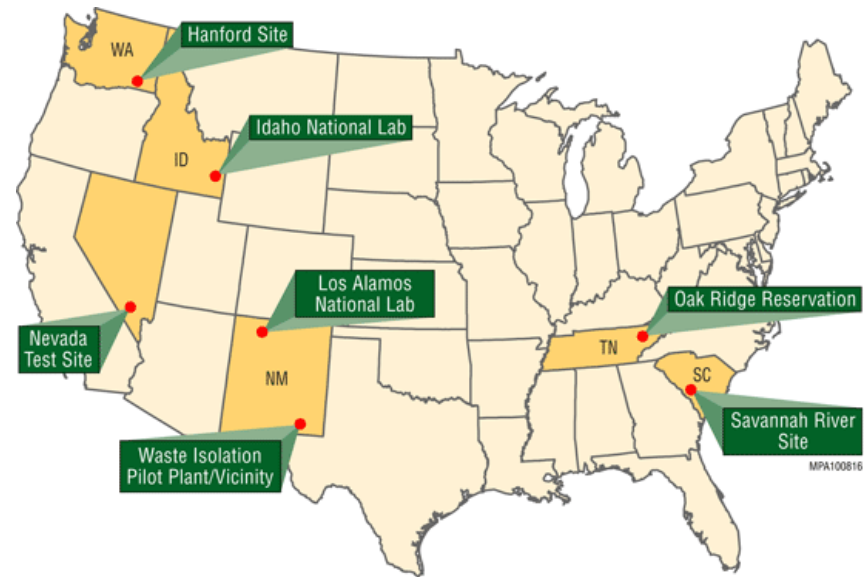 WA
Hanford Site
Idaho National Lab
ID
Los Alamos
National Lab
Oak Ridge Reservation
Nevada
Test Site
TN
NM
SC
Savannah River
Site
Waste Isolation
Pilot Plant/Vicinity
MPA100816